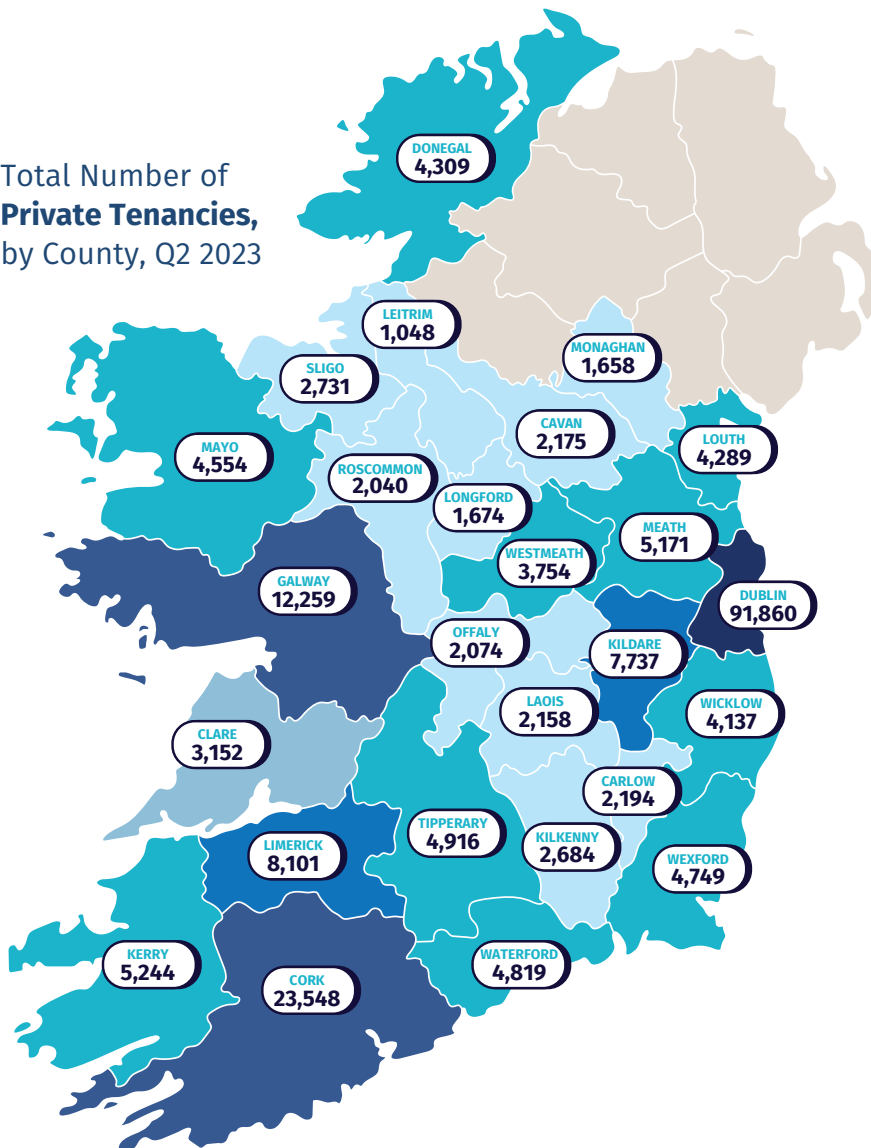 Total Number of
Private Tenancies,
by County, Q2 2023
DONEGAL
4,309
LEITRIM
1,048
MONAGHAN
1,658
SLIGO
2,731
CAVAN
2,175
LOUTH
4,289
MAYO
4,554
ROSCOMMON
2,040
LONGFORD
1,674
MEATH
5,171
WESTMEATH
3,754
GALWAY
12,259
DUBLIN
91,860
OFFALY
2,074
KILDARE
7,737
LAOIS
2,158
WICKLOW
4,137
CLARE
3,152
CARLOW
2,194
TIPPERARY
4,916
KILKENNY
2,684
LIMERICK
8,101
WEXFORD
4,749
KERRY
5,244
WATERFORD
4,819
CORK
23,548